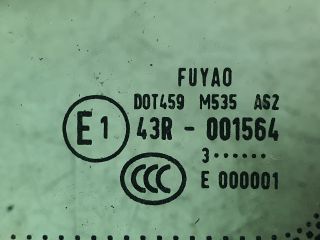 FUYAO
DOT459 M535 AS2
E1 43R - 001564
3······
CCC E 000001